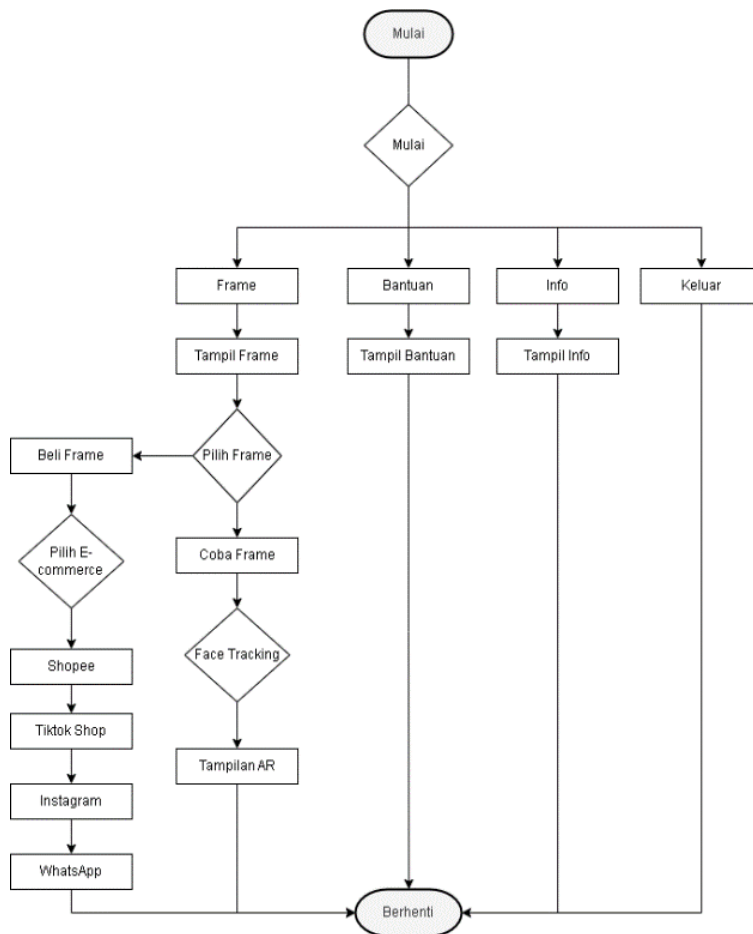 Mulai
Mulai
Frame
Bantuan
Info
Keluar
Tampil Frame
Tampil Bantuan
Tampil Info
Beli Frame
Pilih Frame
Pilih E-
commerce
Coba Frame
Shopee
Face Tracking
Tiktok Shop
Tampilan AR
Instagram
WhatsApp
Berhenti